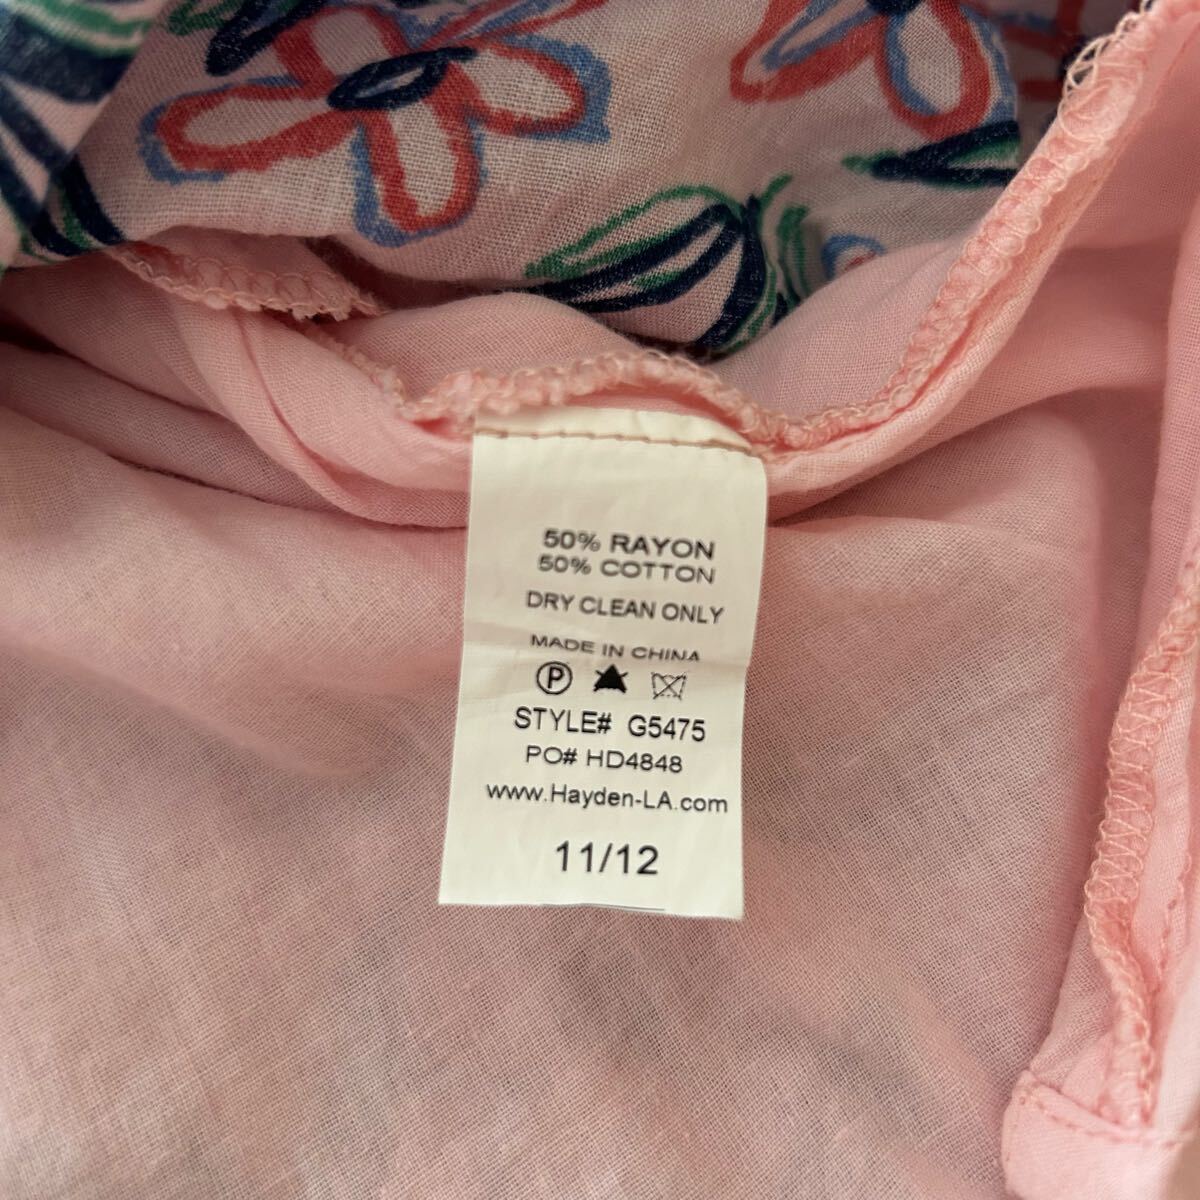 50% RAYON
50% COTTON
DRY CLEAN ONLY
MADE IN CHINA
P
STYLE# G5475
PO# HD4848
www.Hayden-LA.com
11/12